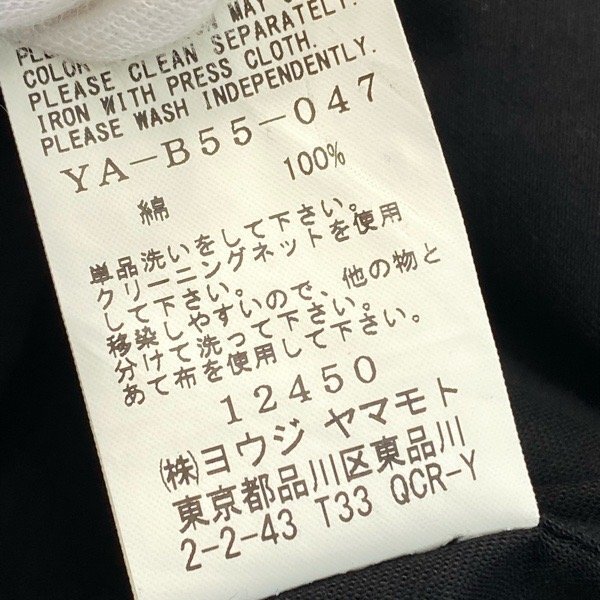 MAY
COLOR
PLEASE CLEAN SEPARATELY.
IRON WITH PRESS CLOTH.
PLEASE WASH INDEPENDENTLY.
YA-B55-047
綿 100%
単品洗いをして下さい。
クリーニングネットを使用
して下さい。
移染しやすいので、他の物と
分けて洗って下さい。
あて布を使用して下さい。
12450
㈱ヨウジ ヤマモト
東京都品川区東品川
2-2-43 T33 QCR-Y